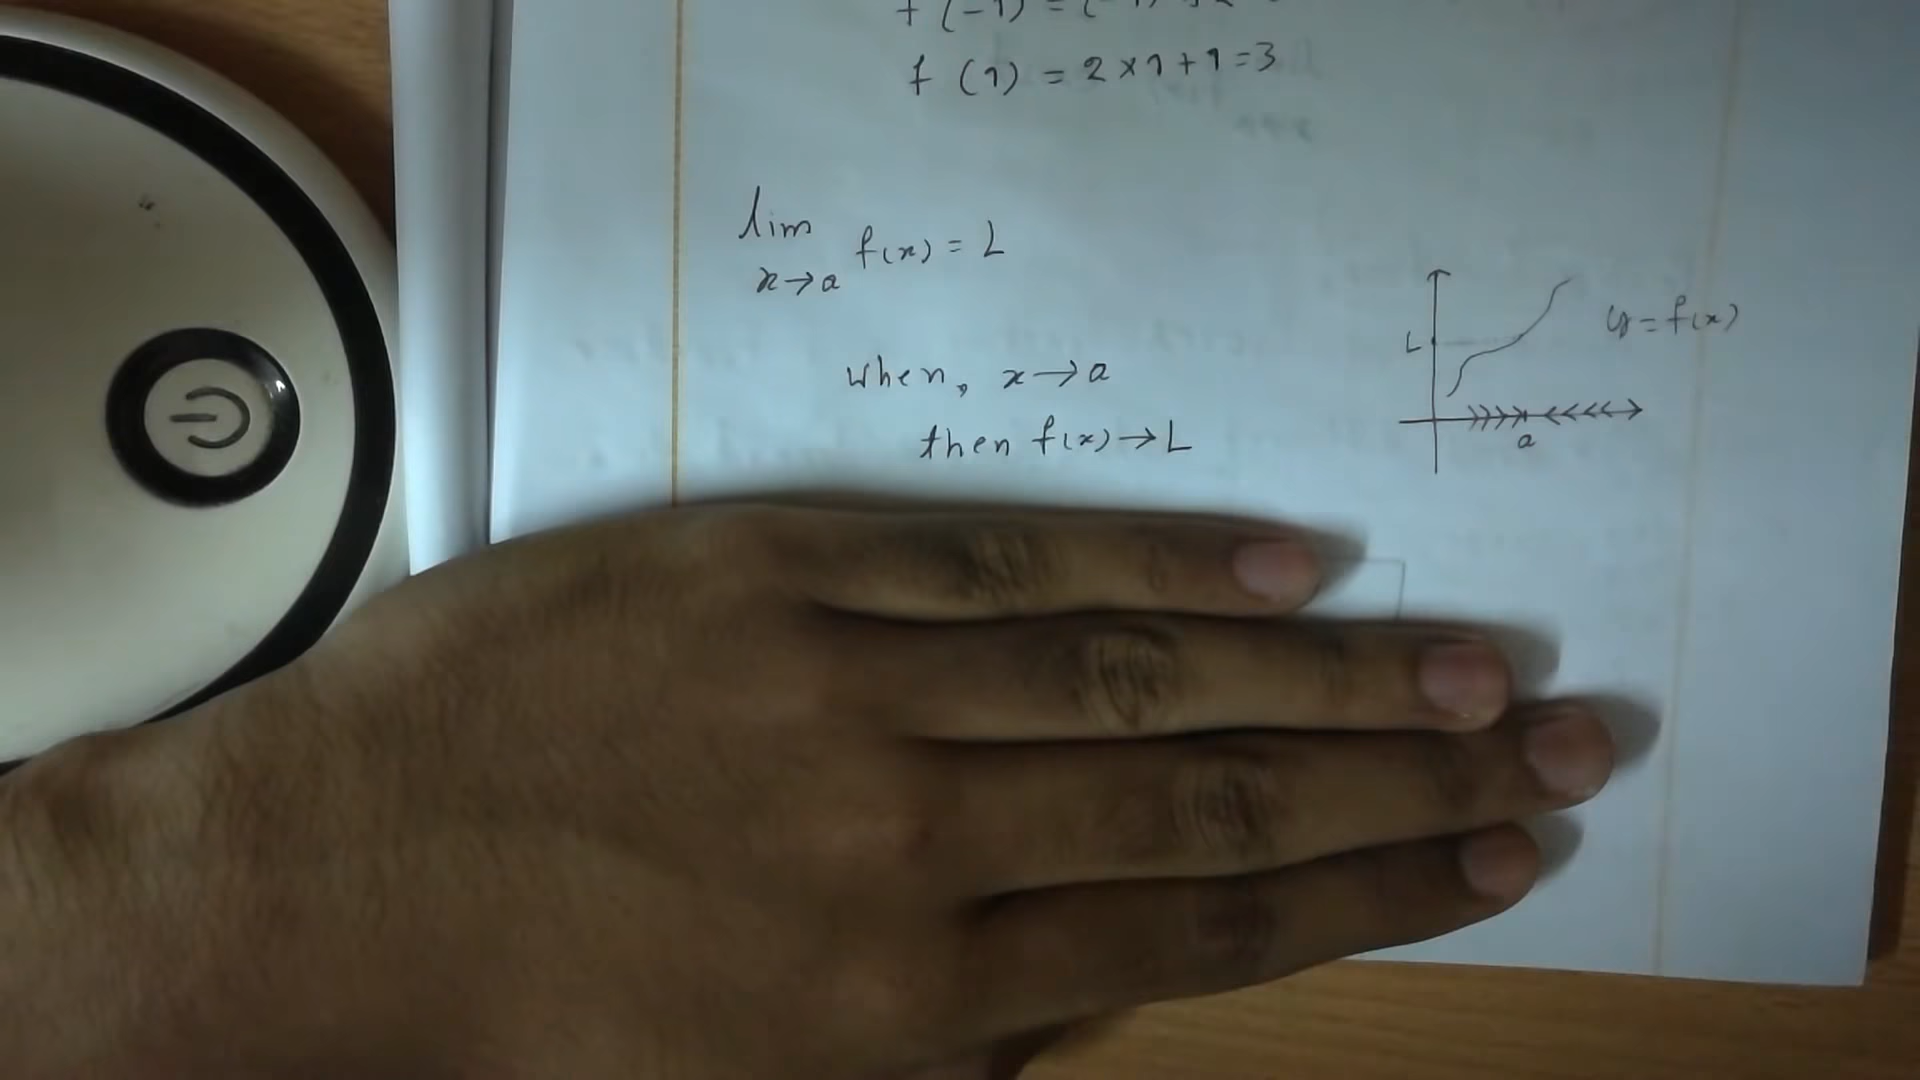 f (1) = 2 × 1 + 1 = 3
lim f(x) = L
x→a
when, x→a
then f(x)→L
y = f(x)
L
a